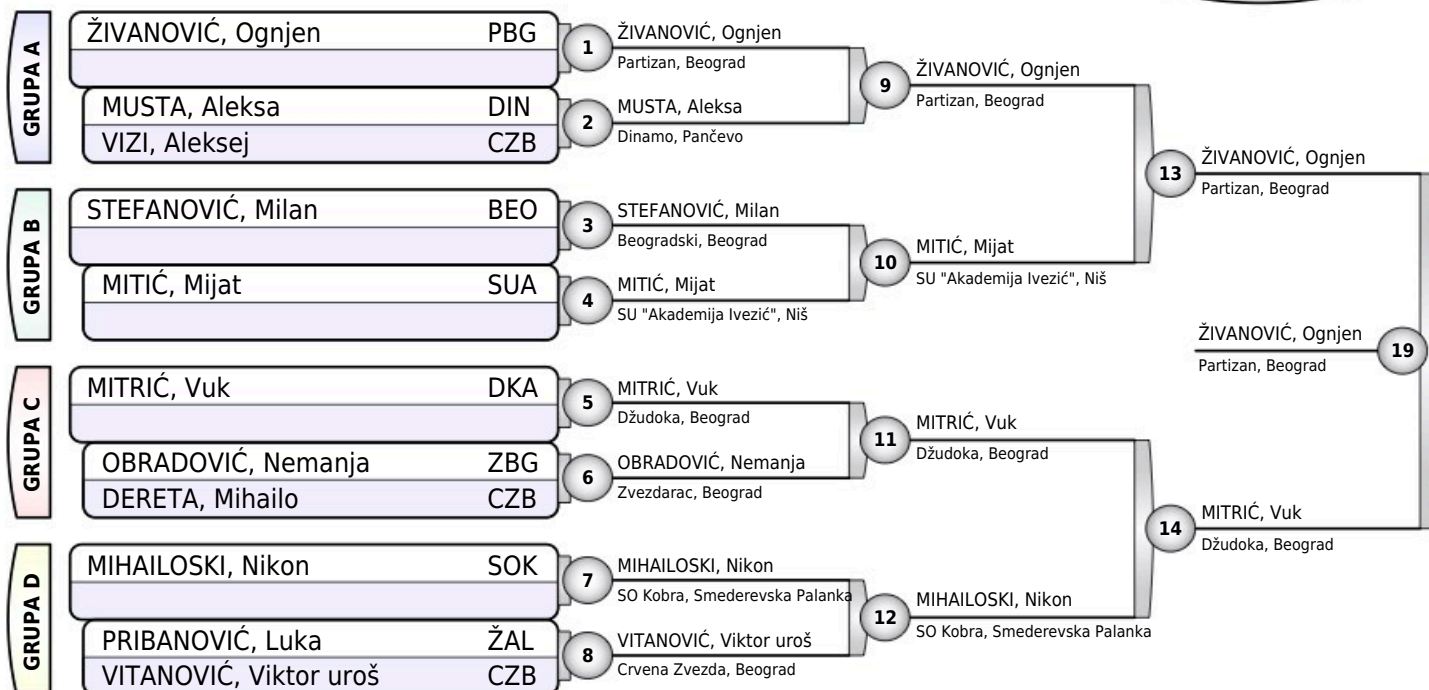 GRUPA A
ŽIVANOVIĆ, Ognjen PBG
MUSTA, Aleksa DIN
VIZI, Aleksej CZB
1
ŽIVANOVIĆ, Ognjen
Partizan, Beograd
2
MUSTA, Aleksa
Dinamo, Pančevo
9
ŽIVANOVIĆ, Ognjen
Partizan, Beograd
GRUPA B
STEFANOVIĆ, Milan BEO
MITIĆ, Mijat SUA
3
STEFANOVIĆ, Milan
Beogradski, Beograd
4
MITIĆ, Mijat
SU "Akademija Ivezić", Niš
10
MITIĆ, Mijat
SU "Akademija Ivezić", Niš
13
ŽIVANOVIĆ, Ognjen
Partizan, Beograd
GRUPA C
MITRIĆ, Vuk DKA
OBRADOVIĆ, Nemanja ZBG
DERETA, Mihailo CZB
5
MITRIĆ, Vuk
Džudoka, Beograd
6
OBRADOVIĆ, Nemanja
Zvezdarac, Beograd
11
MITRIĆ, Vuk
Džudoka, Beograd
GRUPA D
MIHAILOSKI, Nikon SOK
PRIBANOVIĆ, Luka ŽAL
VITANOVIĆ, Viktor uroš CZB
7
MIHAILOSKI, Nikon
SO Kobra, Smederevska Palanka
8
VITANOVIĆ, Viktor uroš
Crvena Zvezda, Beograd
12
MIHAILOSKI, Nikon
SO Kobra, Smederevska Palanka
14
MITRIĆ, Vuk
Džudoka, Beograd
ŽIVANOVIĆ, Ognjen
Partizan, Beograd
19